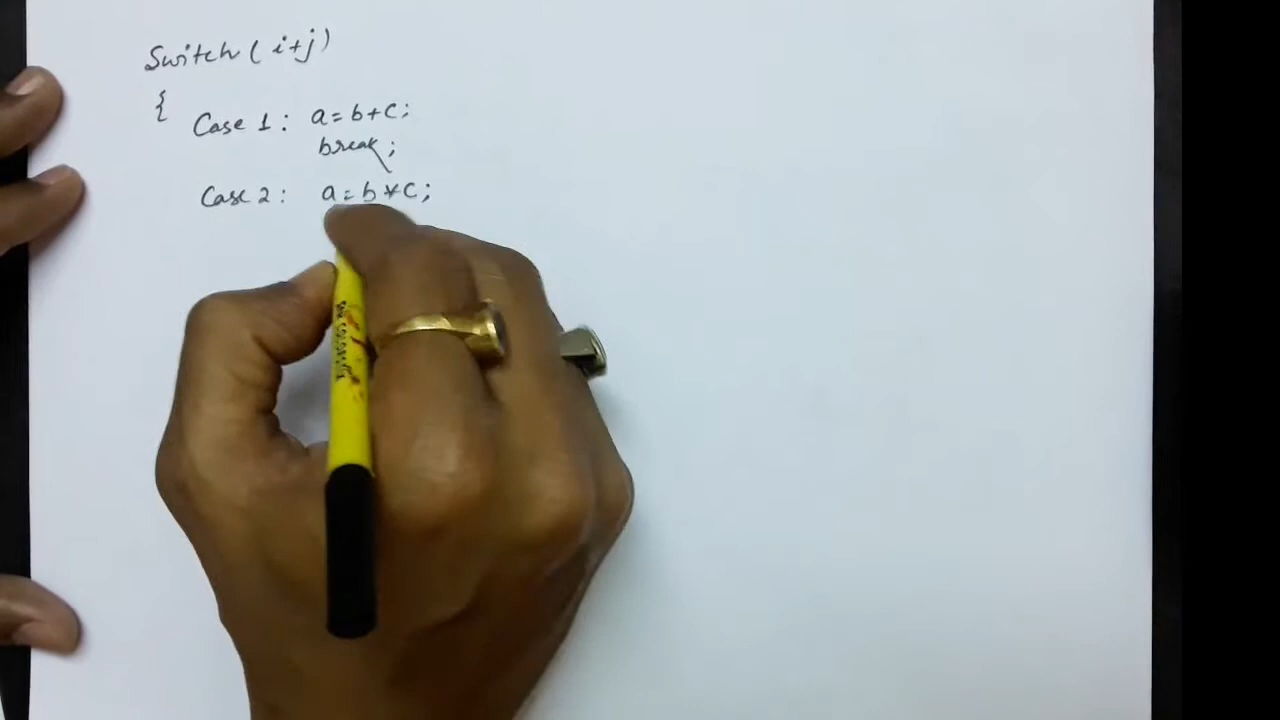 Switch ( i+j )
{
Case 1 : a = b+c ;
break ;
Case 2 : a = b * c ;